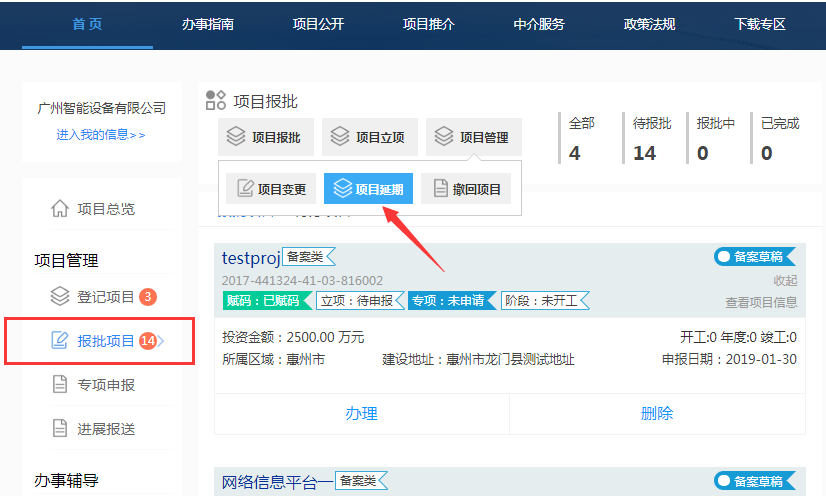 首 页 办事指南 项目公开 项目推介 中介服务 政策法规 下载专区
广州智能设备有限公司
进入我的信息>>
项目总览
项目管理
登记项目 3
报批项目 14
专项申报
进展报送
办事辅导
项目报批
项目报批 项目立项 项目管理
项目变更 项目延期 撤回项目
全部 待报批 报批中 已完成
4 14 0 0
testproj 备案类 备案草稿
2017-441324-41-03-816002 收起
赋码：已赋码 立项：待申报 专项：未申请 阶段：未开工 查看项目信息
投资金额：2500.00 万元 开工:0 年度:0 竣工:0
所属区域：惠州市 建设地址：惠州市龙门县测试地址 申报日期：2019-01-30
办理 删除
网络信息平台一 备案类 备案草稿